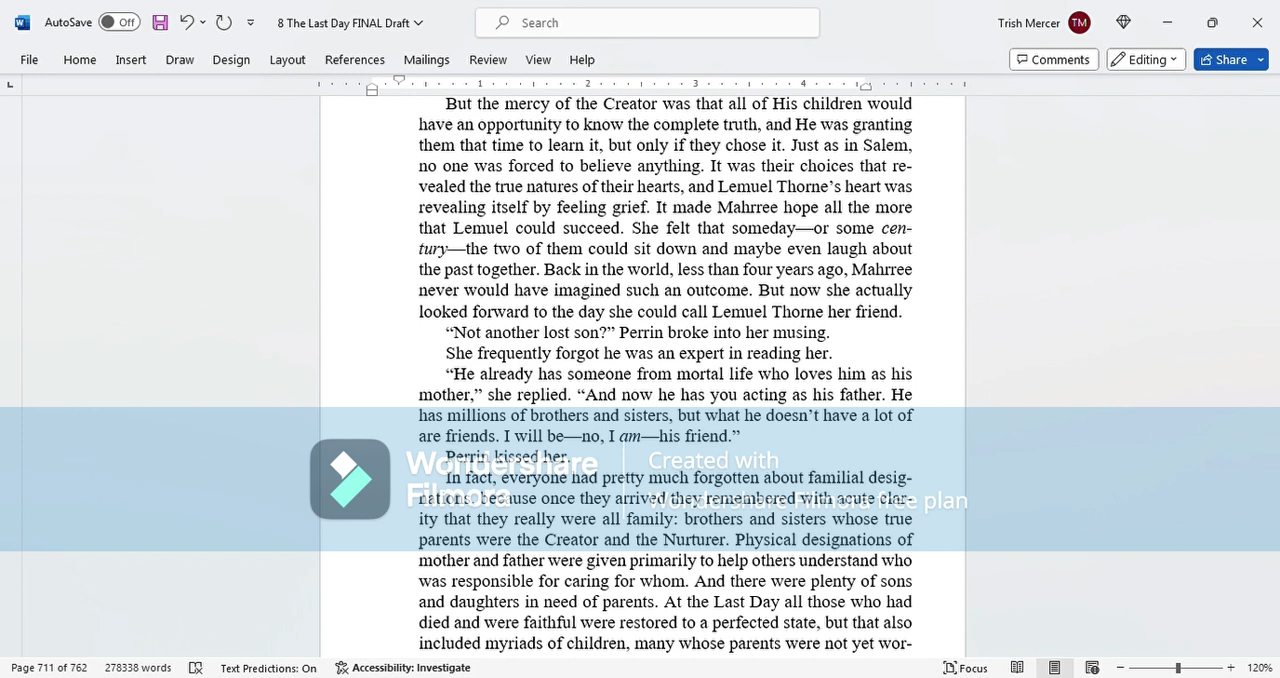 AutoSave Off 8 The Last Day FINAL Draft Search Trish Mercer TM
File Home Insert Draw Design Layout References Mailings Review View Help Comments Editing Share
1 2 3 4
But the mercy of the Creator was that all of His children would
have an opportunity to know the complete truth, and He was granting
them that time to learn it, but only if they chose it. Just as in Salem,
no one was forced to believe anything. It was their choices that re-
vealed the true natures of their hearts, and Lemuel Thorne’s heart was
revealing itself by feeling grief. It made Mahrree hope all the more
that Lemuel could succeed. She felt that someday—or some cen-
tury—the two of them could sit down and maybe even laugh about
the past together. Back in the world, less than four years ago, Mahrree
never would have imagined such an outcome. But now she actually
looked forward to the day she could call Lemuel Thorne her friend.
“Not another lost son?” Perrin broke into her musing.
She frequently forgot he was an expert in reading her.
“He already has someone from mortal life who loves him as his
mother,” she replied. “And now he has you acting as his father. He
has millions of brothers and sisters, but what he doesn’t have a lot of
are friends. I will be—no, I am—his friend.”
Perrin kissed her.
In fact, everyone had pretty much forgotten about familial desig-
nations, because once they arrived they remembered with acute clar-
ity that they really were all family: brothers and sisters whose true
parents were the Creator and the Nurturer. Physical designations of
mother and father were given primarily to help others understand who
was responsible for caring for whom. And there were plenty of sons
and daughters in need of parents. At the Last Day all those who had
died and were faithful were restored to a perfected state, but that also
included myriads of children, many whose parents were not yet wor-
Wondershare
Filmora
Created with
Wondershare Filmora free plan
Page 711 of 762 278338 words Text Predictions: On Accessibility: Investigate Focus 120%